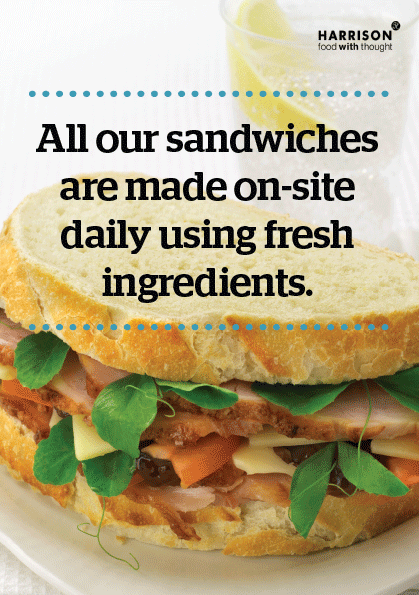 HARRISON
food with thought
All our sandwiches
are made on-site
daily using fresh
ingredients.